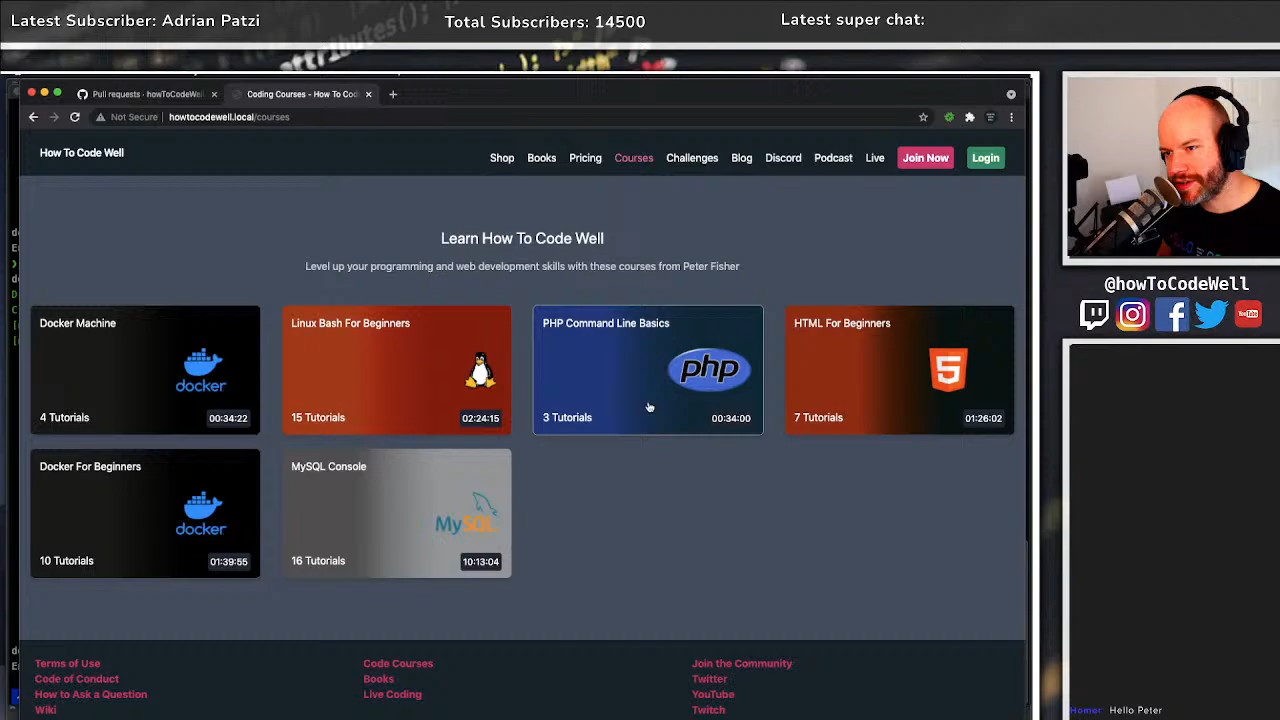 Latest Subscriber: Adrian Patzi
Total Subscribers: 14500
Latest super chat:
Pull requests · howToCodeWell
Coding Courses - How To Cod
Not Secure howtocodewell.local/courses
How To Code Well
Shop Books Pricing Courses Challenges Blog Discord Podcast Live Join Now Login
@howToCodeWell
Learn How To Code Well
Level up your programming and web development skills with these courses from Peter Fisher
Docker Machine
docker
4 Tutorials
00:34:22
Linux Bash For Beginners
15 Tutorials
02:24:15
PHP Command Line Basics
php
3 Tutorials
00:34:00
HTML For Beginners
5
7 Tutorials
01:26:02
Docker For Beginners
docker
10 Tutorials
01:39:55
MySQL Console
MySQL
16 Tutorials
10:13:04
Terms of Use
Code of Conduct
How to Ask a Question
Wiki
Code Courses
Books
Live Coding
Join the Community
Twitter
YouTube
Twitch
Homer: Hello Peter